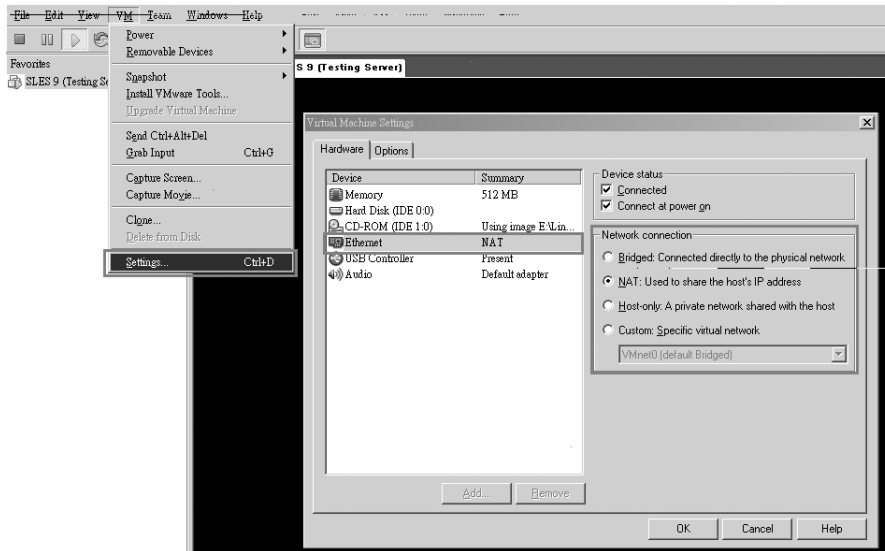 File Edit View VM Team Windows Help
Power
Removable Devices
Snapshot
Install VMware Tools...
Upgrade Virtual Machine
Send Ctrl+Alt+Del
Grab Input Ctrl+G
Capture Screen...
Capture Movie...
Clone...
Delete from Disk
Settings... Ctrl+D
Favorites
SLES 9 (Testing Se
S 9 (Testing Server)
Virtual Machine Settings
Hardware Options
Device Summary
Memory 512 MB
Hard Disk (IDE 0:0)
CD-ROM (IDE 1:0) Using image E:\Lin...
Ethernet NAT
USB Controller Present
Audio Default adapter
Add... Remove
Device status
Connected
Connect at power on
Network connection
Bridged: Connected directly to the physical network
NAT: Used to share the host's IP address
Host-only: A private network shared with the host
Custom: Specific virtual network
VMnet0 (default Bridged)
OK Cancel Help